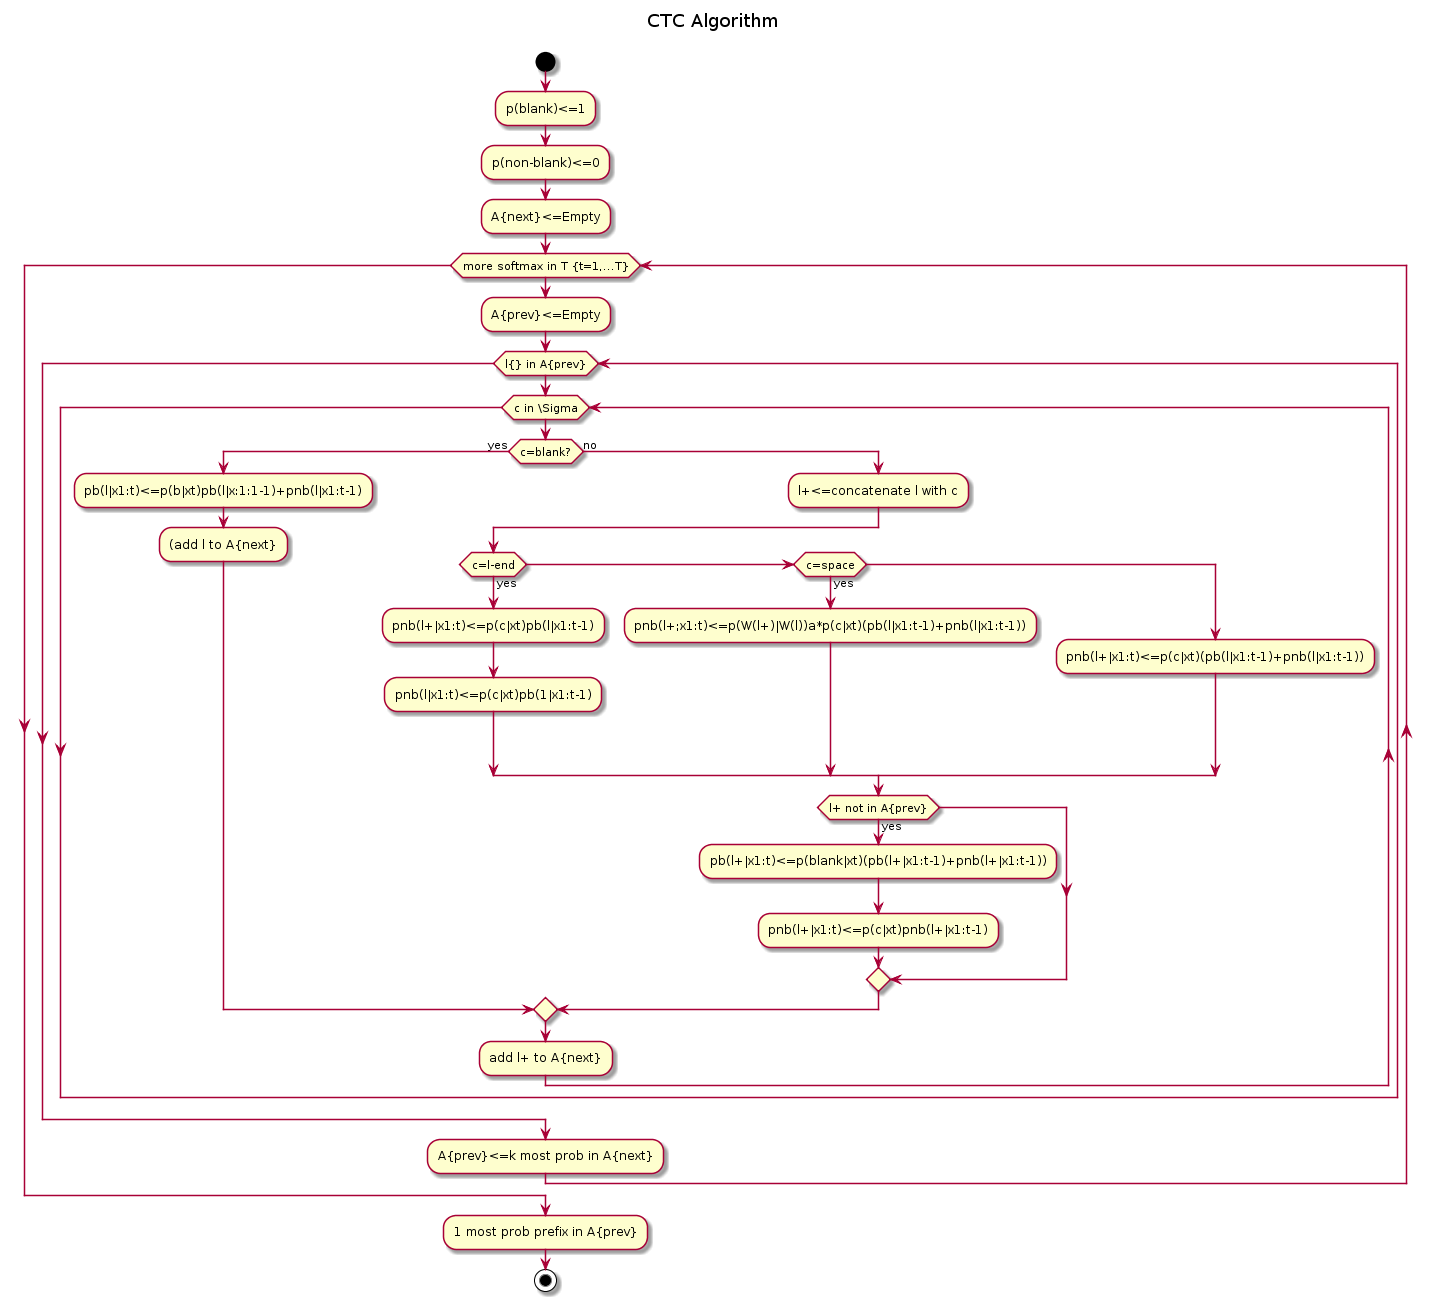 CTC Algorithm
p(blank)<=1
p(non-blank)<=0
A{next}<=Empty
more softmax in T {t=1,...T}
A{prev}<=Empty
l{} in A{prev}
c in \Sigma
yes
c=blank?
no
pb(l|x1:t)<=p(b|xt)pb(l|x:1:1-1)+pnb(l|x1:t-1)
(add l to A{next}
l+<=concatenate l with c
c=l-end
yes
c=space
yes
pnb(l+|x1:t)<=p(c|xt)pb(l|x1:t-1)
pnb(l|x1:t)<=p(c|xt)pb(1|x1:t-1)
pnb(l+;x1:t)<=p(W(l+)|W(l))a*p(c|xt)(pb(l|x1:t-1)+pnb(l|x1:t-1))
pnb(l+|x1:t)<=p(c|xt)(pb(l|x1:t-1)+pnb(l|x1:t-1))
l+ not in A{prev}
yes
pb(l+|x1:t)<=p(blank|xt)(pb(l+|x1:t-1)+pnb(l+|x1:t-1))
pnb(l+|x1:t)<=p(c|xt)pnb(l+|x1:t-1)
add l+ to A{next}
A{prev}<=k most prob in A{next}
1 most prob prefix in A{prev}